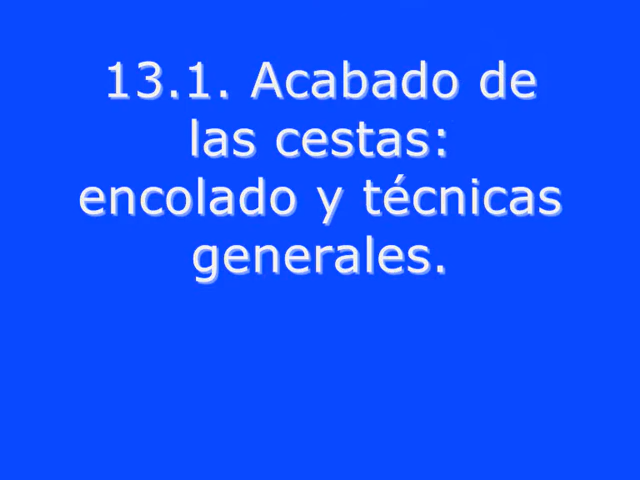 13.1. Acabado de
las cestas:
encolado y técnicas
generales.